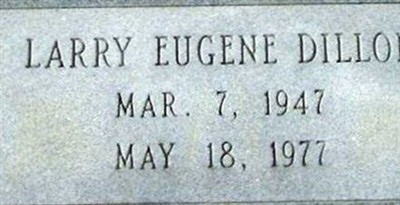 LARRY EUGENE DILLO
MAR. 7, 1947
MAY 18, 1977